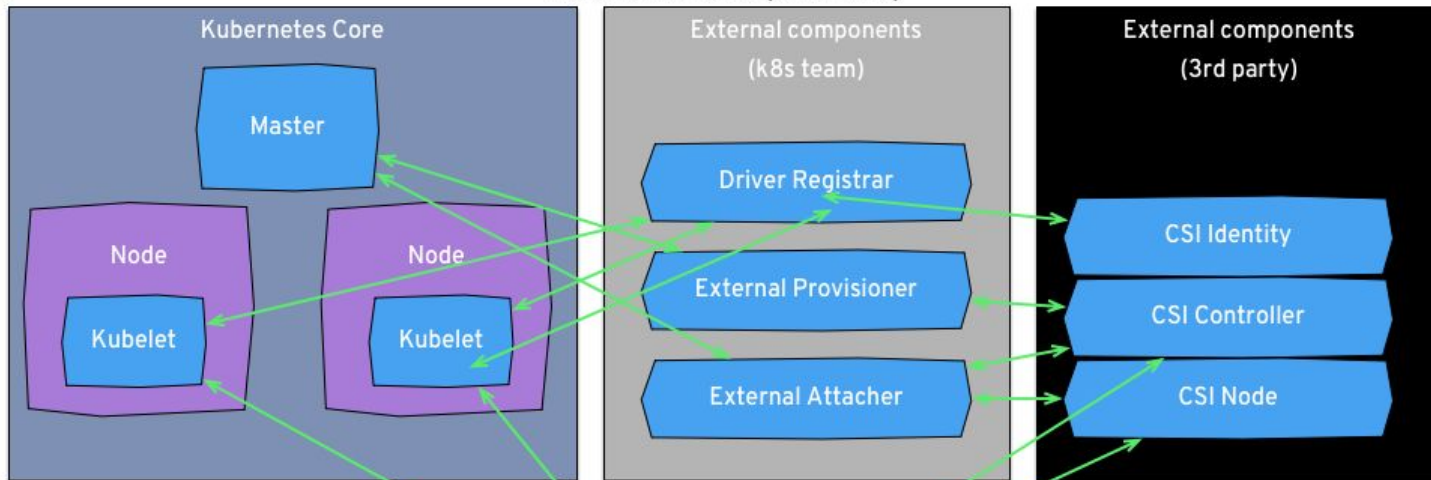 Kubernetes Core
Master
Node
Node
Kubelet
Kubelet
External components
(k8s team)
Driver Registrar
External Provisioner
External Attacher
External components
(3rd party)
CSI Identity
CSI Controller
CSI Node